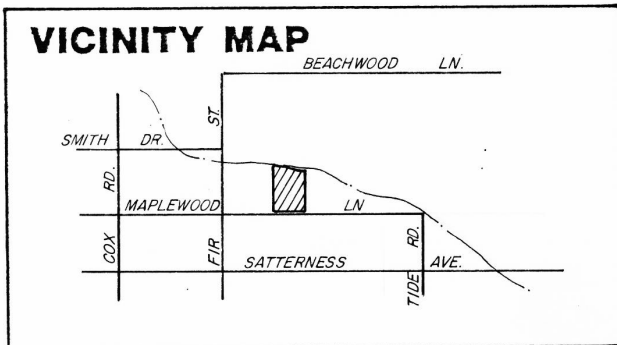 VICINITY MAP
BEACHWOOD LN.
ST.
SMITH DR.
RD.
MAPLEWOOD LN
COX
FIR
RD.
SATTERNESS AVE.
TIDE